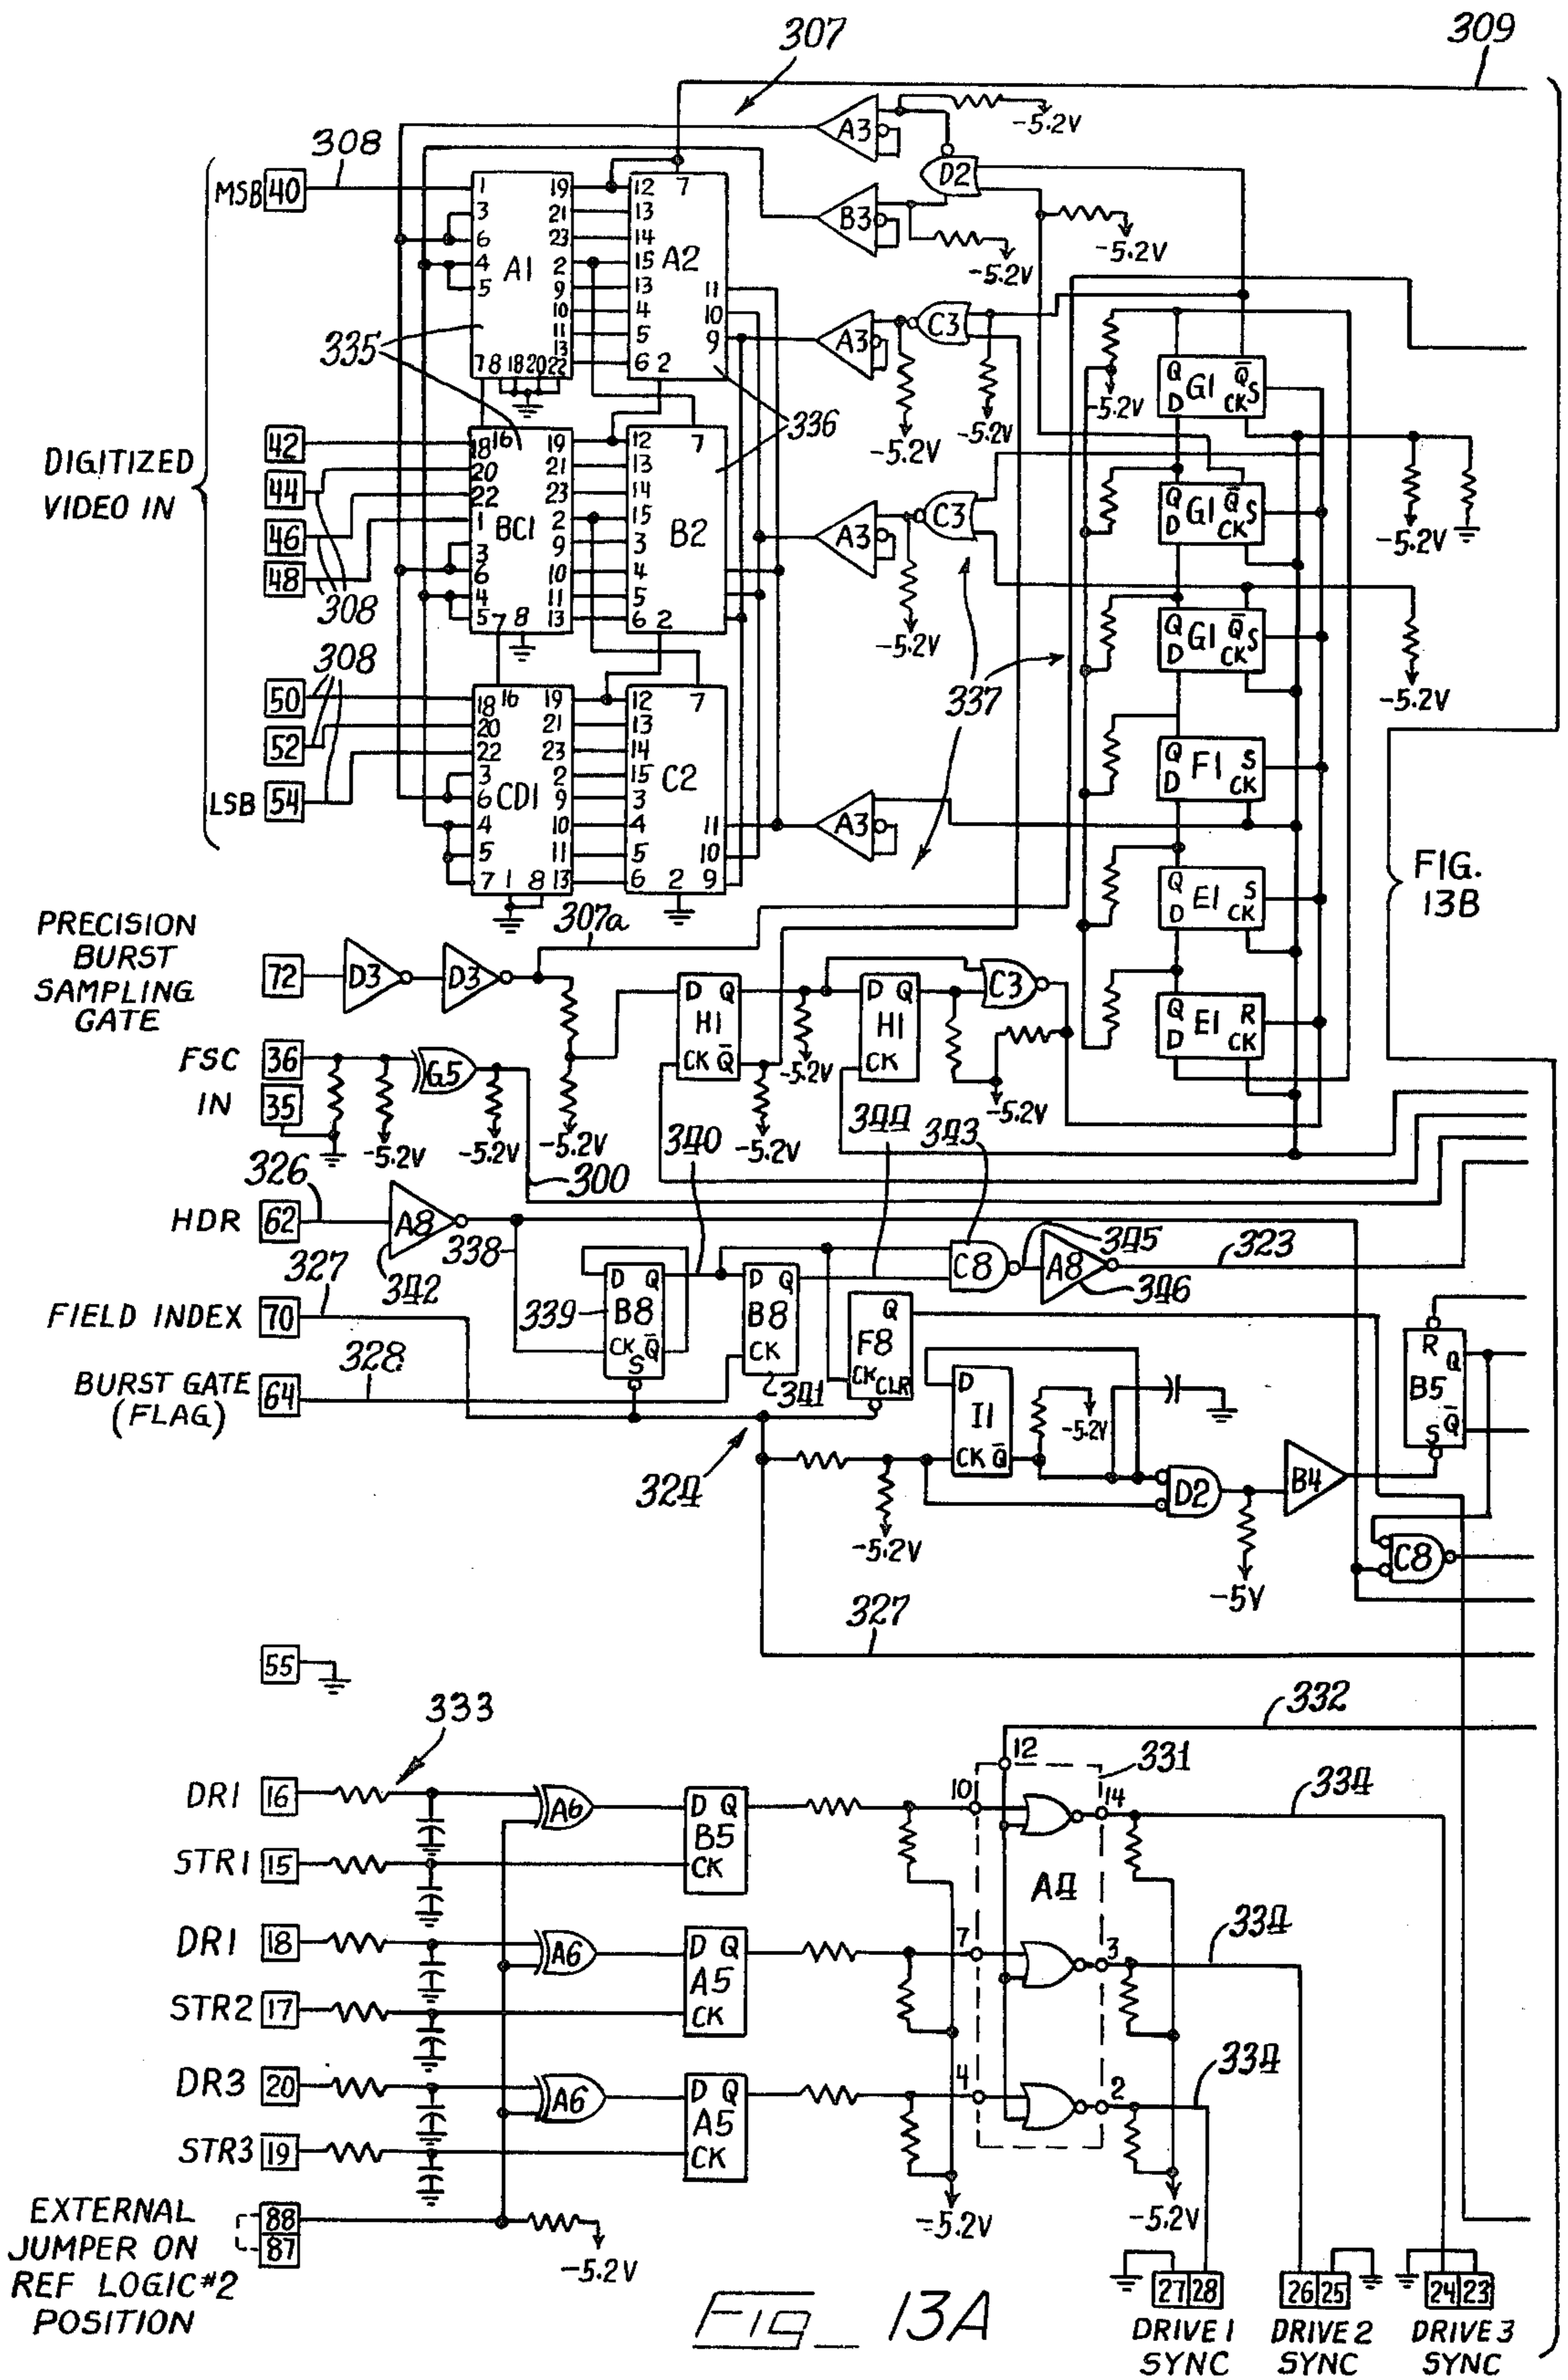 307
309
308
MSB 40
A3
-5.2V
D2
B3
-5.2V
-5.2V
1
3
6
4
5
A1
19
21
23
2
9
10
11
13
7 8 18 20 22
12
7
13
14
15
13
4
5
6 2
A2
11
10
9
335
336
A3
C3
-5.2V
-5.2V
-5.2V
Q Q̅ S
G1
D CK
DIGITIZED
VIDEO IN
42
44
46
48
308
18 16
20
22
1
3
6
4
5 7 8
BC1
19
21
23
2
9
10
11
13
12 7
13
14
15
3
4
5
6 2
B2
A3
C3
-5.2V
337
Q Q̅ S
G1
D CK
-5.2V
Q Q̅ S
G1
D CK
-5.2V
308
50
52
LSB 54
18 16
20
22
3
6
4
5
7 1 8
CD1
19
21
23
2
9
10
11
13
12 7
13
14
15
3
4
5
6 2
C2
11
10
9
A3
Q S
F1
D CK
Q S
E1
D CK
Q R
E1
D CK
FIG.
13B
307a
PRECISION
BURST
SAMPLING
GATE
72
D3
D3
D Q
H1
CK Q̅
-5.2V
D Q
H1
CK
C3
-5.2V
FSC
IN
36
35
G5
-5.2V
-5.2V
-5.2V
-5.2V
340
344
343
300
326
HDR 62
A8
338
342
327
339
D Q
B8
CK Q̅
S
D Q
B8
CK
341
C8
345
A8
346
323
FIELD INDEX 70
328
BURST GATE
(FLAG)
64
Q
F8
CK
CLR
D
I1
CK Q̅
-5.2V
324
-5.2V
D2
-5V
B4
R
Q
B5
Q̅
S
C8
327
55
333
332
DR1 16
STR1 15
A6
D Q
B5
CK
10
12
331
14
334
A4
DR1 18
STR2 17
A6
D Q
A5
CK
7
3
334
DR3 20
STR3 19
A6
D Q
A5
CK
4
2
334
-5.2V
-5.2V
EXTERNAL
JUMPER ON
REF LOGIC #2
POSITION
88
87
-5.2V
Fig_ 13A
27 28
DRIVE 1
SYNC
26 25
DRIVE 2
SYNC
24 23
DRIVE 3
SYNC